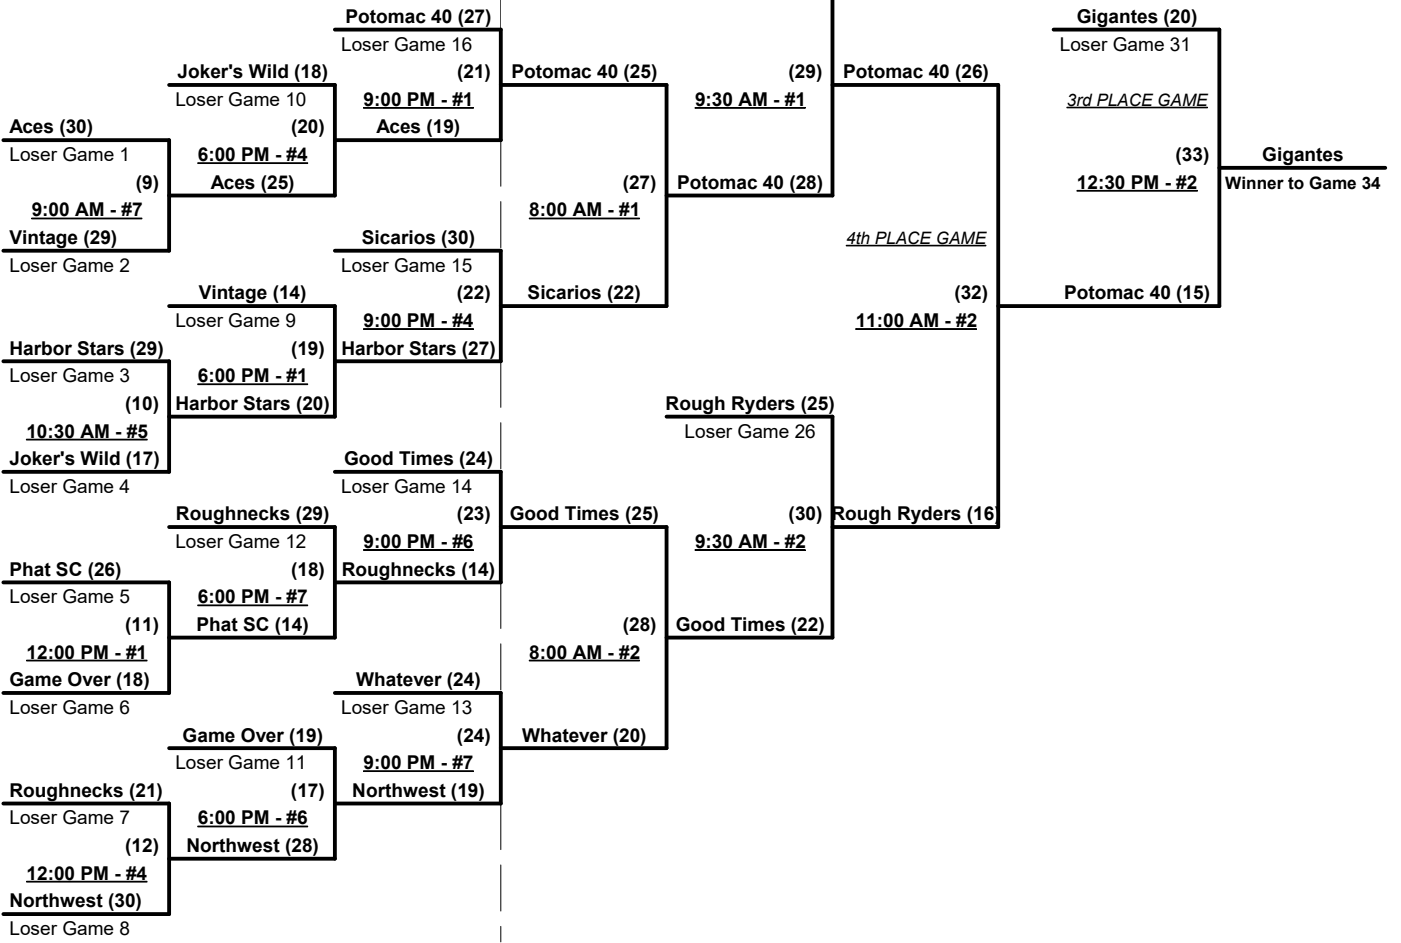 Potomac 40 (27)
Gigantes (20)
Loser Game 16
Loser Game 31
Joker's Wild (18)
(21)
Potomac 40 (25)
(29)
Potomac 40 (26)
Loser Game 10
9:00 PM - #1
9:30 AM - #1
3rd PLACE GAME
Aces (30)
(20)
Aces (19)
Loser Game 1
6:00 PM - #4
(33)
Gigantes
(9)
Aces (25)
(27)
Potomac 40 (28)
12:30 PM - #2
Winner to Game 34
9:00 AM - #7
8:00 AM - #1
Vintage (29)
Sicarios (30)
4th PLACE GAME
Loser Game 2
Loser Game 15
Vintage (14)
(22)
Sicarios (22)
(32)
Potomac 40 (15)
Loser Game 9
9:00 PM - #4
11:00 AM - #2
Harbor Stars (29)
(19)
Harbor Stars (27)
Loser Game 3
6:00 PM - #1
(10)
Harbor Stars (20)
Rough Ryders (25)
10:30 AM - #5
Loser Game 26
Joker's Wild (17)
Good Times (24)
Loser Game 4
Loser Game 14
Roughnecks (29)
(23)
Good Times (25)
(30)
Rough Ryders (16)
Loser Game 12
9:00 PM - #6
9:30 AM - #2
Phat SC (26)
(18)
Roughnecks (14)
Loser Game 5
6:00 PM - #7
(11)
Phat SC (14)
(28)
Good Times (22)
12:00 PM - #1
8:00 AM - #2
Game Over (18)
Whatever (24)
Loser Game 6
Loser Game 13
Game Over (19)
(24)
Whatever (20)
Loser Game 11
9:00 PM - #7
Roughnecks (21)
(17)
Northwest (19)
Loser Game 7
6:00 PM - #6
(12)
Northwest (28)
12:00 PM - #4
Northwest (30)
Loser Game 8